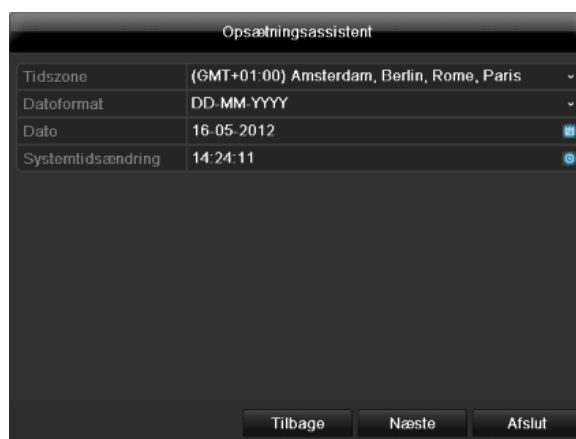 Opsætningsassistent
Tidszone (GMT+01:00) Amsterdam, Berlin, Rome, Paris
Datoformat DD-MM-YYYY
Dato 16-05-2012
Systemtidsændring 14:24:11
Tilbage Næste Afslut